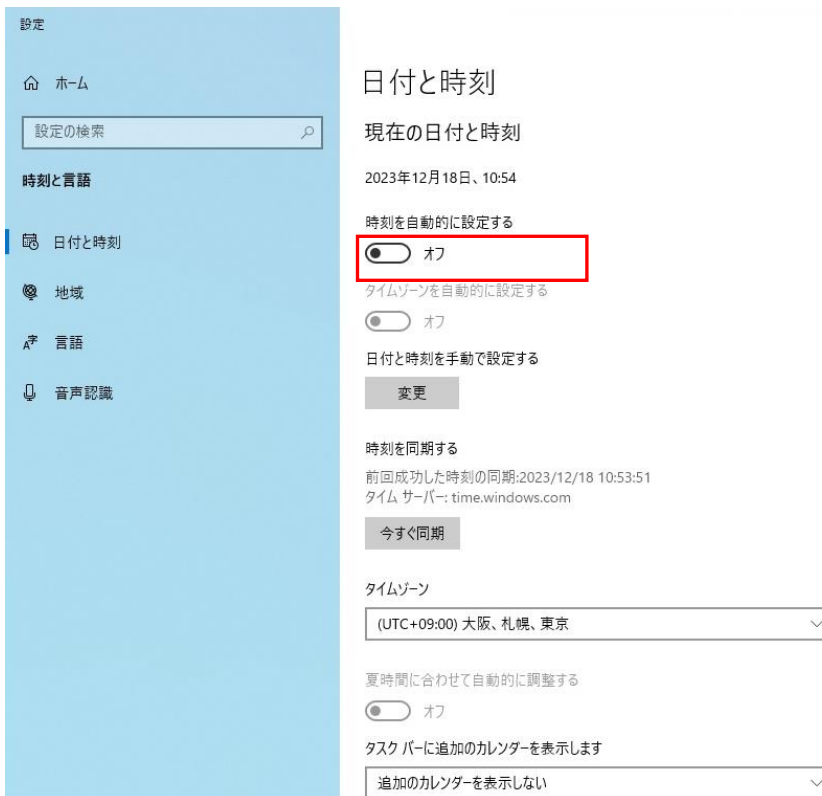 設定
ホーム
設定の検索
時刻と言語
日付と時刻
地域
言語
音声認識
日付と時刻
現在の日付と時刻
2023年12月18日、10:54
時刻を自動的に設定する
オフ
タイムゾーンを自動的に設定する
オフ
日付と時刻を手動で設定する
変更
時刻を同期する
前回成功した時刻の同期:2023/12/18 10:53:51
タイム サーバー: time.windows.com
今すぐ同期
タイムゾーン
(UTC+09:00) 大阪、札幌、東京
夏時間に合わせて自動的に調整する
オフ
タスク バーに追加のカレンダーを表示します
追加のカレンダーを表示しない